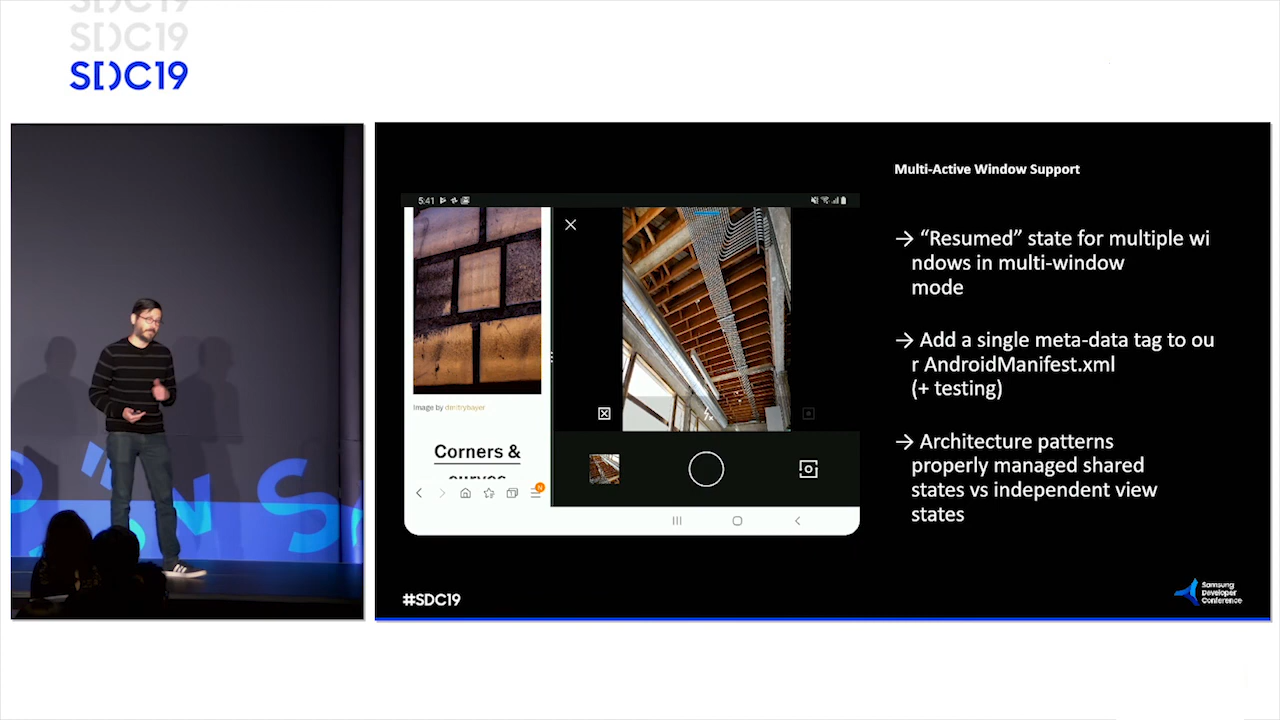 SDC19
SDC19
SDC19
Multi-Active Window Support
5:41
→ “Resumed” state for multiple wi
ndows in multi-window
mode
→ Add a single meta-data tag to ou
r AndroidManifest.xml
(+ testing)
→ Architecture patterns
properly managed shared
states vs independent view
states
Image by dmitrybayer
Corners &
curves
N
#SDC19
Samsung
Developer
Conference